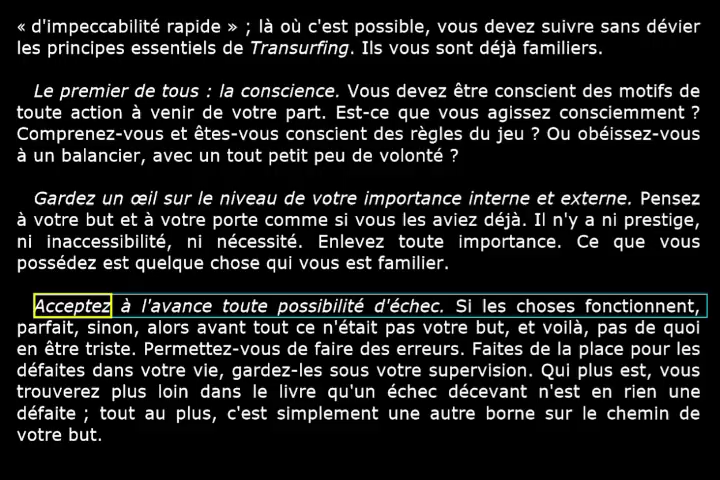 « d'impeccabilité rapide » ; là où c'est possible, vous devez suivre sans dévier
les principes essentiels de Transurfing. Ils vous sont déjà familiers.
Le premier de tous : la conscience. Vous devez être conscient des motifs de
toute action à venir de votre part. Est-ce que vous agissez consciemment ?
Comprenez-vous et êtes-vous conscient des règles du jeu ? Ou obéissez-vous
à un balancier, avec un tout petit peu de volonté ?
Gardez un œil sur le niveau de votre importance interne et externe. Pensez
à votre but et à votre porte comme si vous les aviez déjà. Il n'y a ni prestige,
ni inaccessibilité, ni nécessité. Enlevez toute importance. Ce que vous
possédez est quelque chose qui vous est familier.
Acceptez à l'avance toute possibilité d'échec. Si les choses fonctionnent,
parfait, sinon, alors avant tout ce n'était pas votre but, et voilà, pas de quoi
en être triste. Permettez-vous de faire des erreurs. Faites de la place pour les
défaites dans votre vie, gardez-les sous votre supervision. Qui plus est, vous
trouverez plus loin dans le livre qu'un échec décevant n'est en rien une
défaite ; tout au plus, c'est simplement une autre borne sur le chemin de
votre but.